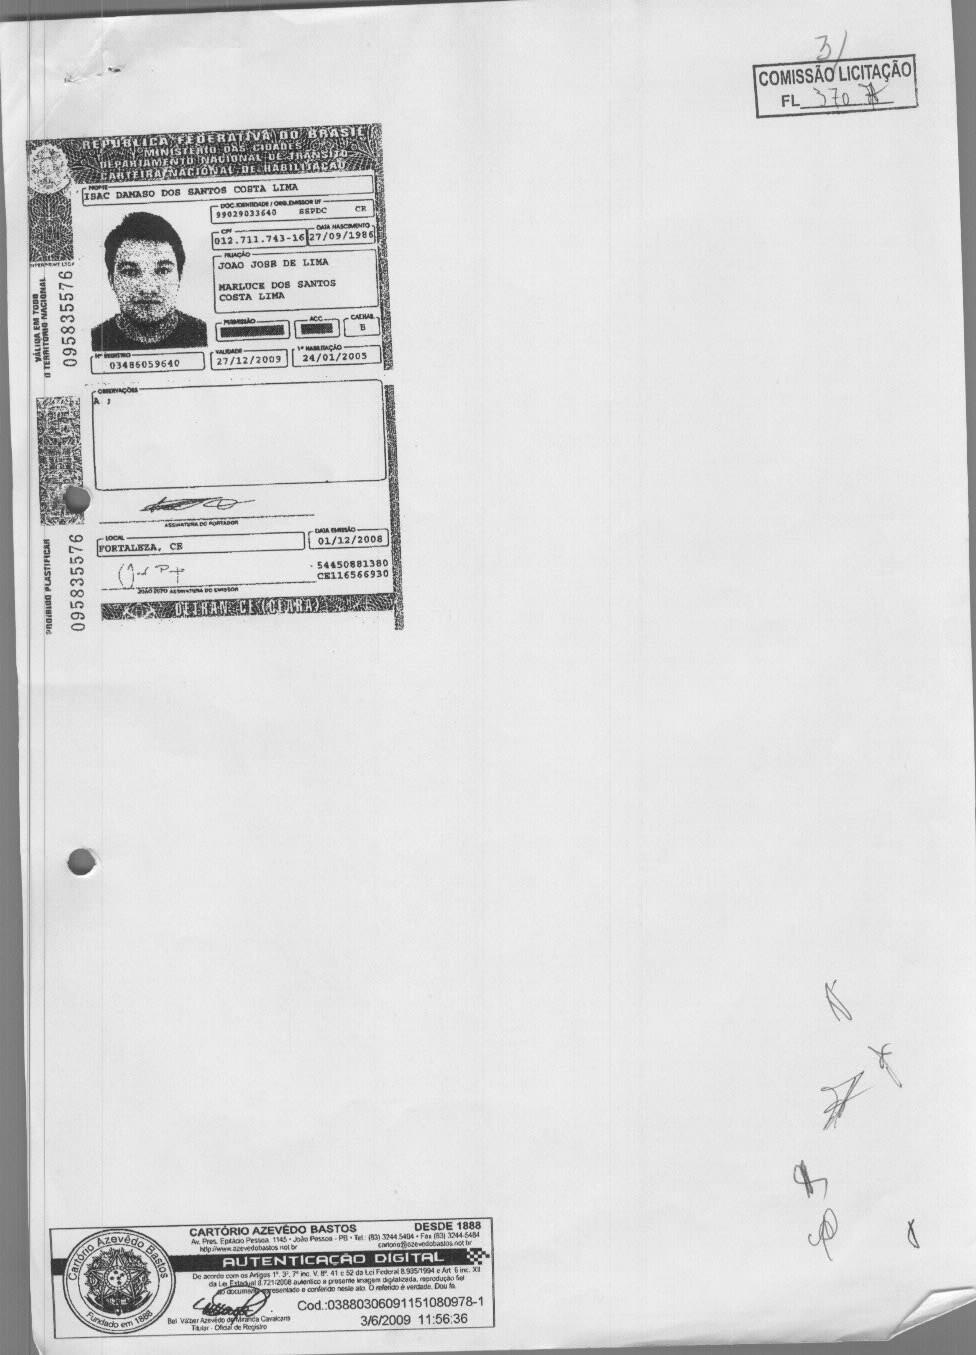 3/
COMISSÃO LICITAÇÃO
FL 370
REPÚBLICA FEDERATIVA DO BRASIL
MINISTÉRIO DAS CIDADES
DEPARTAMENTO NACIONAL DE TRÂNSITO
CARTEIRA NACIONAL DE HABILITAÇÃO
NOME
ISAC DAMASO DOS SANTOS COSTA LIMA
DOC. IDENTIDADE / ORG. EMISSOR UF
99029033640 SSPDC CE
CPF DATA NASCIMENTO
012.711.743-16 27/09/1986
FILIAÇÃO
JOAO JOSR DE LIMA
MARLUCE DOS SANTOS
COSTA LIMA
PERMISSÃO ACC CAT.HAB.
B
Nº REGISTRO VALIDADE 1ª HABILITAÇÃO
03486059640 27/12/2009 24/01/2005
VÁLIDA EM TODO
O TERRITÓRIO NACIONAL
095835576
OBSERVAÇÕES
A ;
ASSINATURA DO PORTADOR
LOCAL DATA EMISSÃO
FORTALEZA, CE 01/12/2008
54450881380
CE116566930
ASSINATURA DO EMISSOR
PROIBIDO PLASTIFICAR
095835576
DETRAN CE (CEARA)
CARTÓRIO AZEVÊDO BASTOS DESDE 1888
Av. Pres. Epitácio Pessoa, 1145 • João Pessoa - PB • Tel.: (83) 3244.5404 • Fax (83) 3244-5484
http://www.azevedobastos.not.br cartorio@azevedobastos.not.br
AUTENTICAÇÃO DIGITAL
De acordo com os Artigos 1º, 3º, 7º inc. V, 8º, 41 e 52 da Lei Federal 8.935/1994 e Art. 6 inc. XII
da Lei Estadual 8.721/2008 autentico a presente imagem digitalizada, reprodução fiel
do documento apresentado e conferido neste ato. O referido é verdade. Dou fé.
Cod.:03880306091151080978-1
3/6/2009 11:56:36
Bel. Válber Azevêdo de Miranda Cavalcanti
Titular - Oficial de Registro
Cartório Azevêdo Bastos
Fundado em 1888